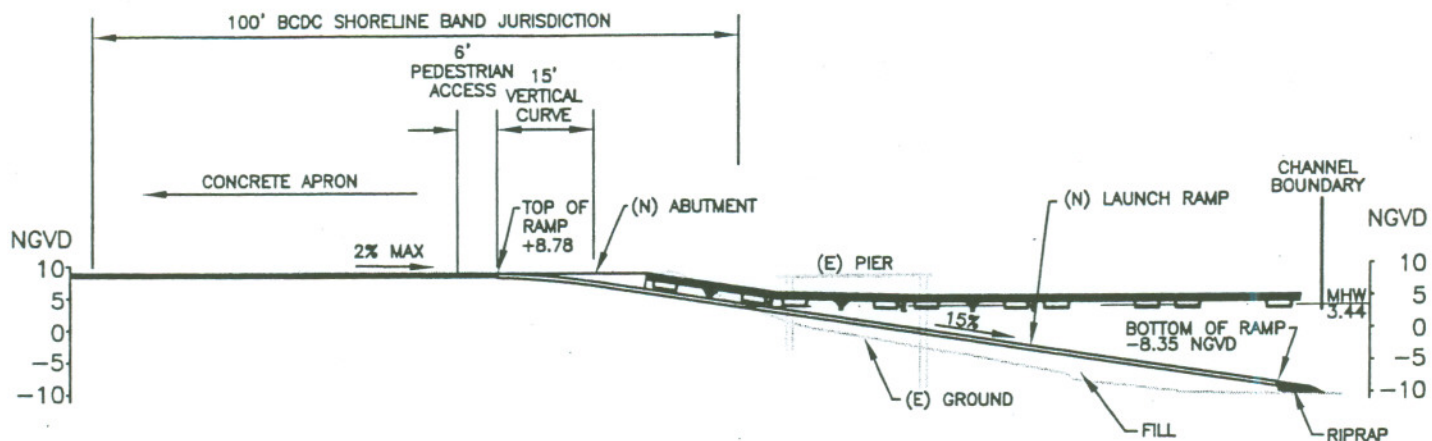 100' BCDC SHORELINE BAND JURISDICTION
6'
PEDESTRIAN
ACCESS
15'
VERTICAL
CURVE
CONCRETE APRON
TOP OF
RAMP
+8.78
(N) ABUTMENT
(N) LAUNCH RAMP
CHANNEL
BOUNDARY
NGVD
NGVD
2% MAX
(E) PIER
10
5
0
-5
-10
10
5
0
-5
-10
MHW
3.44
15%
BOTTOM OF RAMP
-8.35 NGVD
(E) GROUND
FILL
RIPRAP